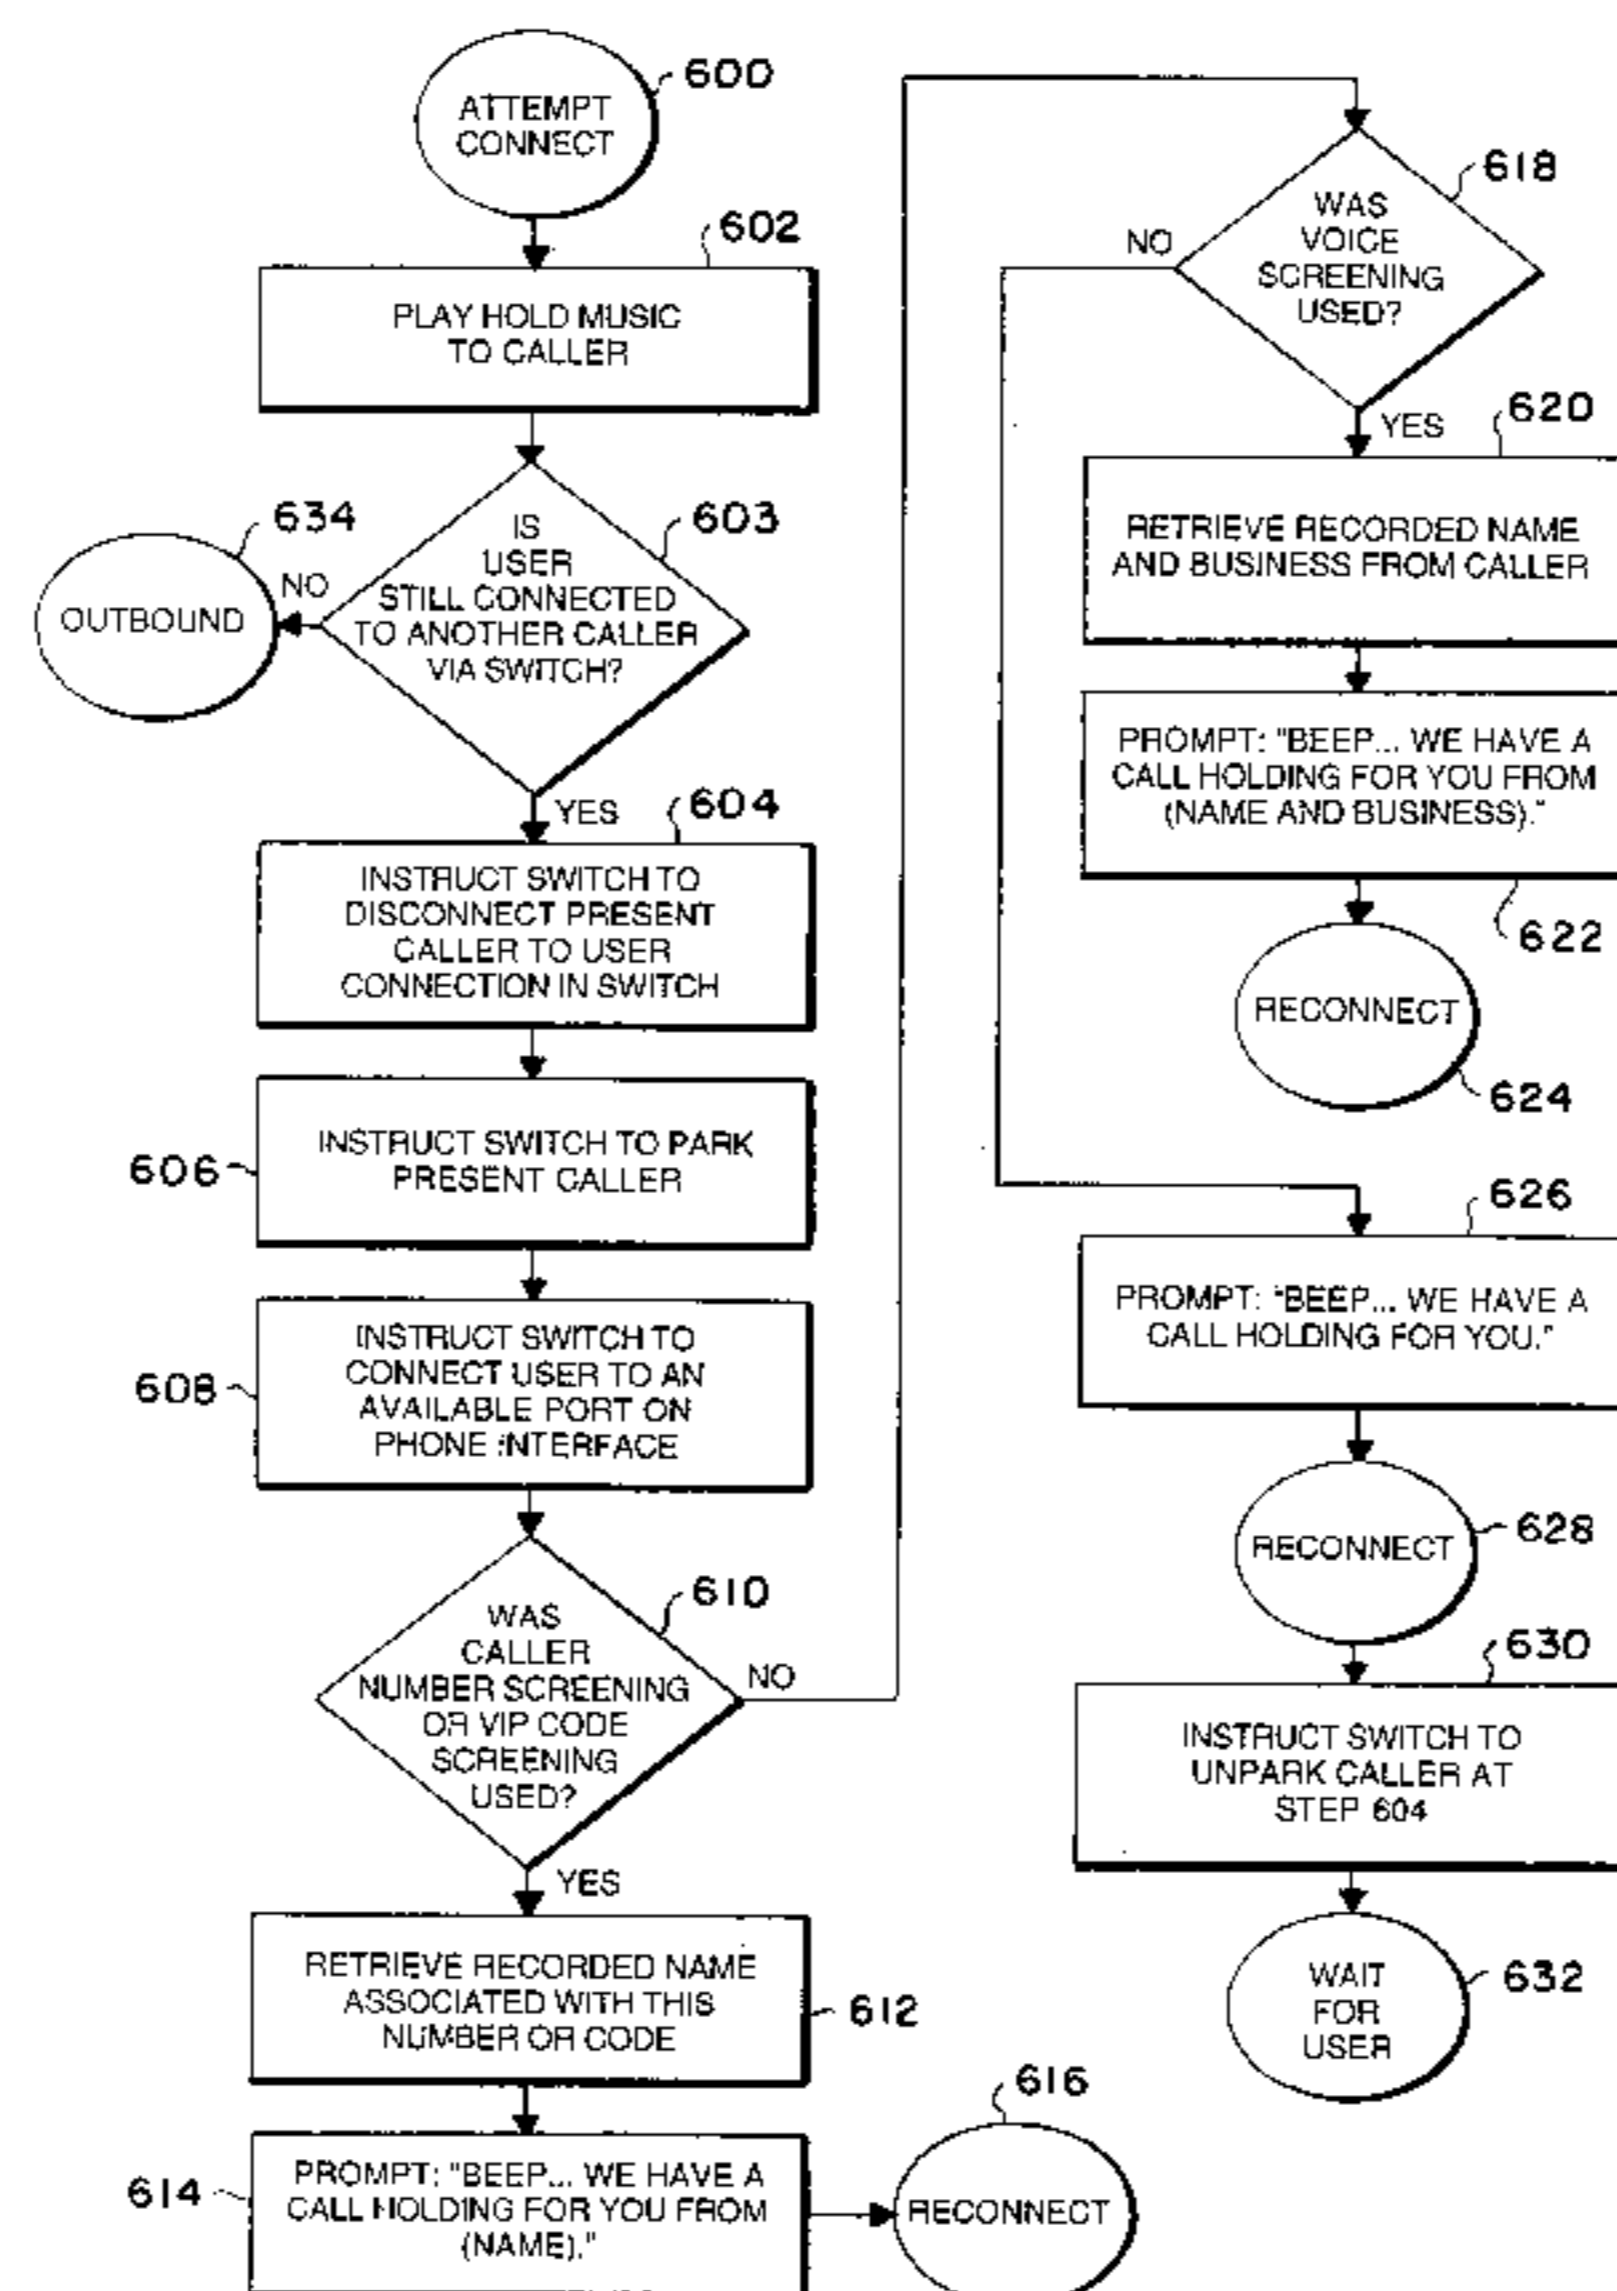 600
ATTEMPT
CONNECT
602
PLAY HOLD MUSIC
TO CALLER
603
IS
USER
STILL CONNECTED
TO ANOTHER CALLER
VIA SWITCH?
634
NO
OUTBOUND
YES
604
INSTRUCT SWITCH TO
DISCONNECT PRESENT
CALLER TO USER
CONNECTION IN SWITCH
606
INSTRUCT SWITCH TO PARK
PRESENT CALLER
608
INSTRUCT SWITCH TO
CONNECT USER TO AN
AVAILABLE PORT ON
PHONE INTERFACE
610
WAS
CALLER
NUMBER SCREENING
OR VIP CODE
SCREENING
USED?
NO
YES
RETRIEVE RECORDED NAME
ASSOCIATED WITH THIS
NUMBER OR CODE
612
614
PROMPT: "BEEP... WE HAVE A
CALL HOLDING FOR YOU FROM
(NAME)."
616
RECONNECT
618
WAS
VOICE
SCREENING
USED?
NO
YES
620
RETRIEVE RECORDED NAME
AND BUSINESS FROM CALLER
PROMPT: "BEEP... WE HAVE A
CALL HOLDING FOR YOU FROM
(NAME AND BUSINESS)."
622
RECONNECT
624
626
PROMPT: "BEEP... WE HAVE A
CALL HOLDING FOR YOU."
RECONNECT
628
630
INSTRUCT SWITCH TO
UNPARK CALLER AT
STEP 604
WAIT
FOR
USER
632